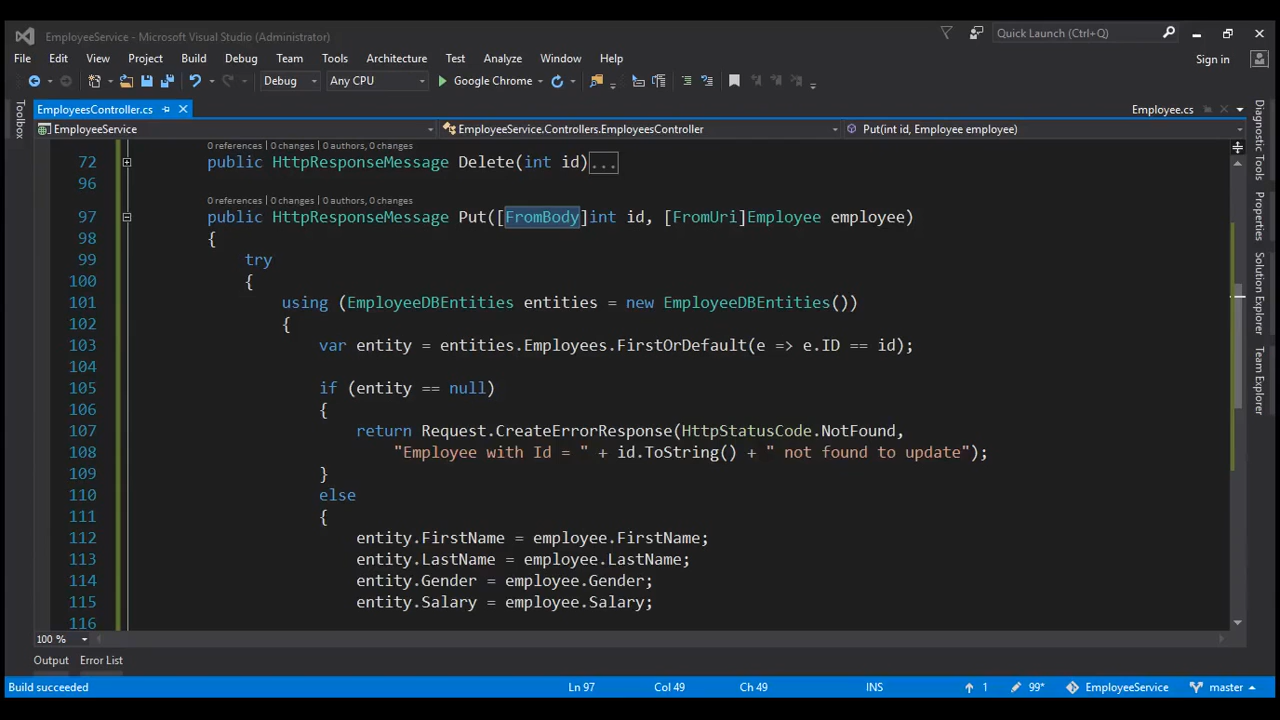 EmployeeService - Microsoft Visual Studio (Administrator)
Quick Launch (Ctrl+Q)
File Edit View Project Build Debug Team Tools Architecture Test Analyze Window Help
Sign in
Debug Any CPU Google Chrome
EmployeesController.cs
Employee.cs
EmployeeService
EmployeeService.Controllers.EmployeesController
Put(int id, Employee employee)
Toolbox
Diagnostic Tools
Properties
Solution Explorer
Team Explorer
0 references | 0 changes | 0 authors, 0 changes
72 public HttpResponseMessage Delete(int id)...
96
0 references | 0 changes | 0 authors, 0 changes
97 public HttpResponseMessage Put([FromBody]int id, [FromUri]Employee employee)
98 {
99 try
100 {
101 using (EmployeeDBEntities entities = new EmployeeDBEntities())
102 {
103 var entity = entities.Employees.FirstOrDefault(e => e.ID == id);
104
105 if (entity == null)
106 {
107 return Request.CreateErrorResponse(HttpStatusCode.NotFound,
108 "Employee with Id = " + id.ToString() + " not found to update");
109 }
110 else
111 {
112 entity.FirstName = employee.FirstName;
113 entity.LastName = employee.LastName;
114 entity.Gender = employee.Gender;
115 entity.Salary = employee.Salary;
116
100 %
Output Error List
Build succeeded Ln 97 Col 49 Ch 49 INS 1 99* EmployeeService master